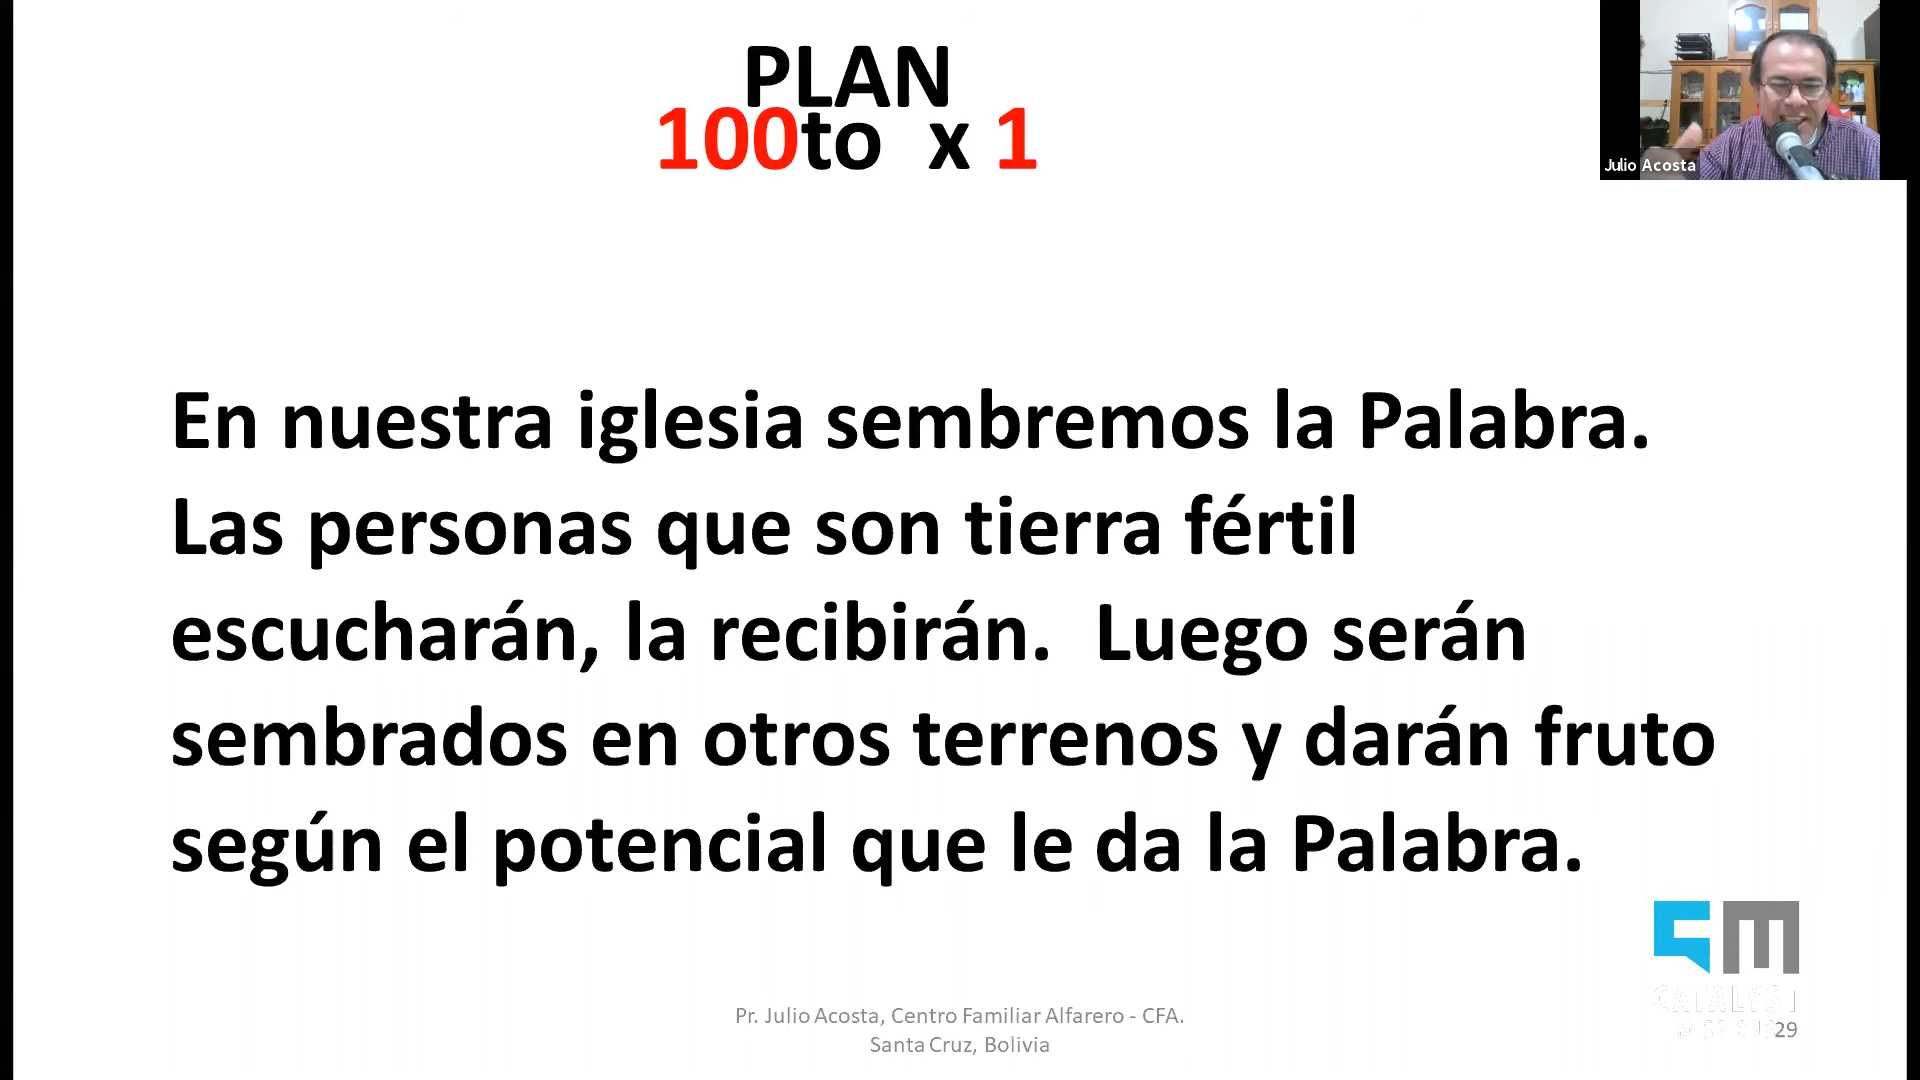 PLAN
100to x 1
Julio Acosta
En nuestra iglesia sembremos la Palabra.
Las personas que son tierra fértil
escucharán, la recibirán. Luego serán
sembrados en otros terrenos y darán fruto
según el potencial que le da la Palabra.
CATALYST
Pr. Julio Acosta, Centro Familiar Alfarero - CFA.
Santa Cruz, Bolivia
29